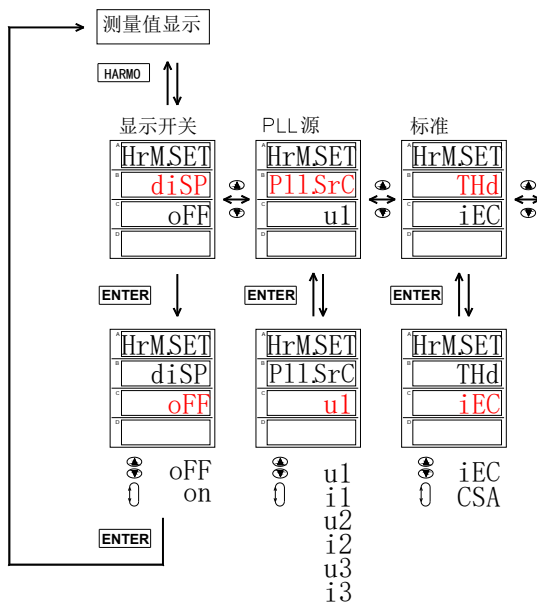 测量值显示
HARMO
显示开关 PLL源 标准
A HrM.SET A HrM.SET A HrM.SET
B diSP B Pll.SrC B THd
C oFF C u1 C iEC
D D D
ENTER ENTER ENTER
A HrM.SET A HrM.SET A HrM.SET
B diSP B Pll.SrC B THd
C oFF C u1 C iEC
D D D
oFF u1 iEC
on i1 CSA
u2
ENTER i2
u3
i3